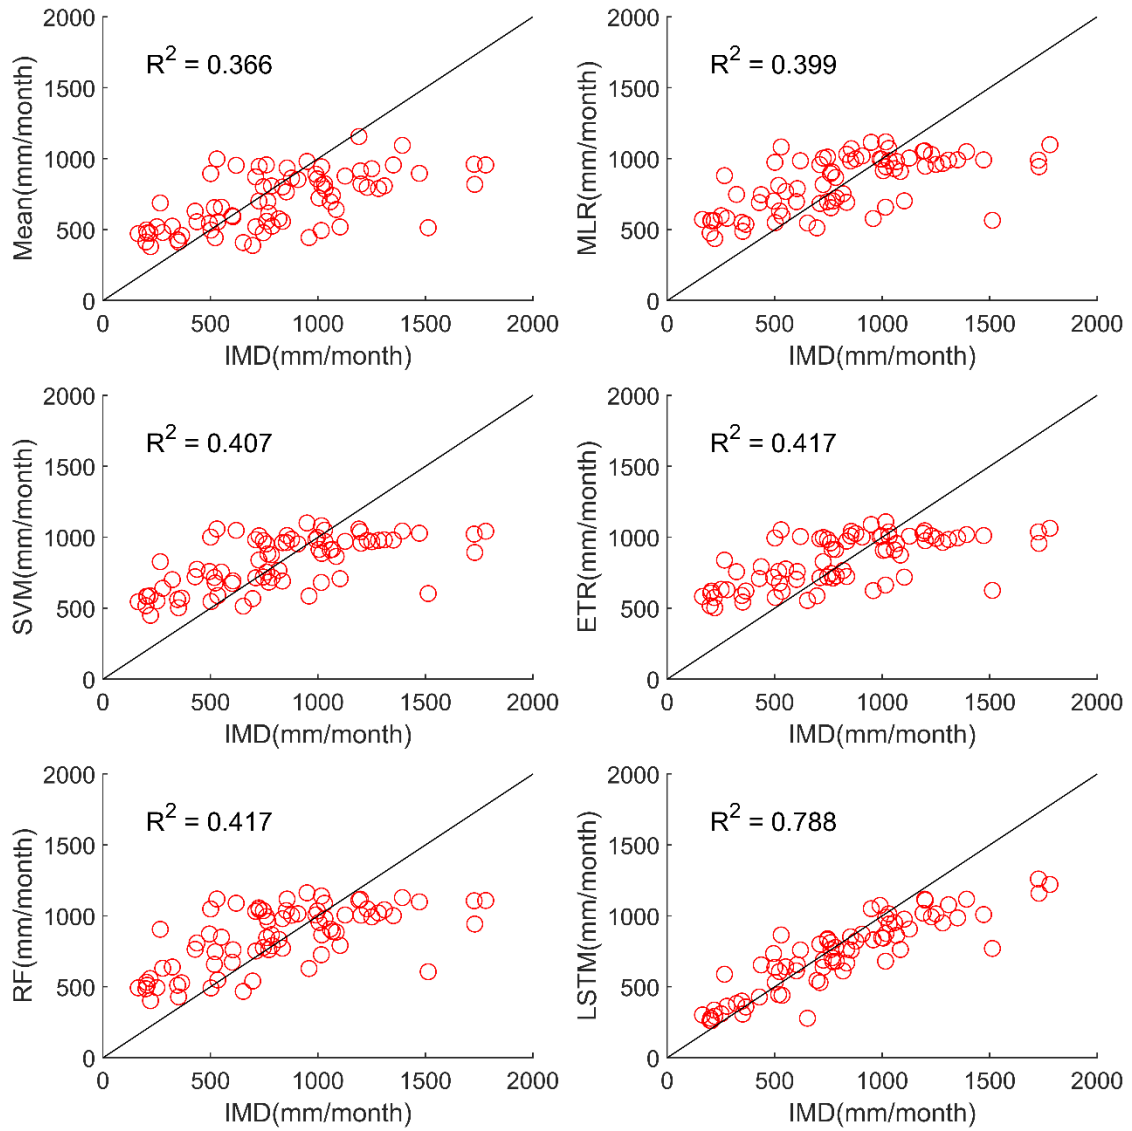 2000
1500
1000
500
0
Mean(mm/month)
R² = 0.366
0 500 1000 1500 2000
IMD(mm/month)
2000
1500
1000
500
0
MLR(mm/month)
R² = 0.399
0 500 1000 1500 2000
IMD(mm/month)
2000
1500
1000
500
0
SVM(mm/month)
R² = 0.407
0 500 1000 1500 2000
IMD(mm/month)
2000
1500
1000
500
0
ETR(mm/month)
R² = 0.417
0 500 1000 1500 2000
IMD(mm/month)
2000
1500
1000
500
0
RF(mm/month)
R² = 0.417
0 500 1000 1500 2000
IMD(mm/month)
2000
1500
1000
500
0
LSTM(mm/month)
R² = 0.788
0 500 1000 1500 2000
IMD(mm/month)